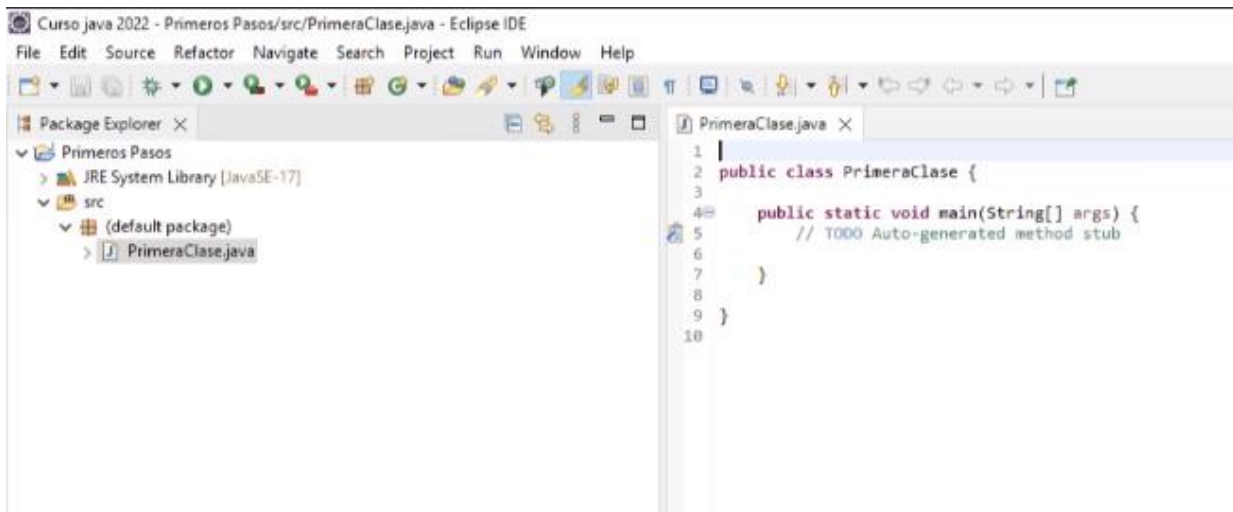 Curso java 2022 - Primeros Pasos/src/PrimeraClase.java - Eclipse IDE
File Edit Source Refactor Navigate Search Project Run Window Help
Package Explorer
Primeros Pasos
JRE System Library [JavaSE-17]
src
(default package)
PrimeraClase.java
PrimeraClase.java
1
2 public class PrimeraClase {
3
4 public static void main(String[] args) {
5 // TODO Auto-generated method stub
6
7 }
8
9 }
10